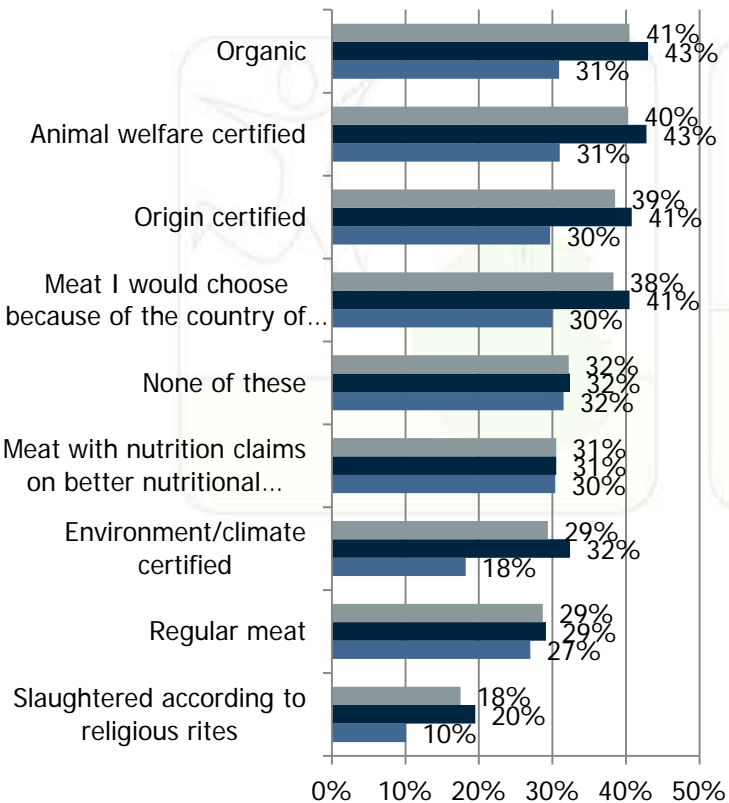 Organic
41%
43%
31%
Animal welfare certified
40%
43%
31%
Origin certified
39%
41%
30%
Meat I would choose
because of the country of...
38%
41%
30%
None of these
32%
32%
32%
Meat with nutrition claims
on better nutritional...
31%
31%
30%
Environment/climate
certified
29%
32%
18%
Regular meat
29%
29%
27%
Slaughtered according to
religious rites
18%
20%
10%
0% 10% 20% 30% 40% 50%